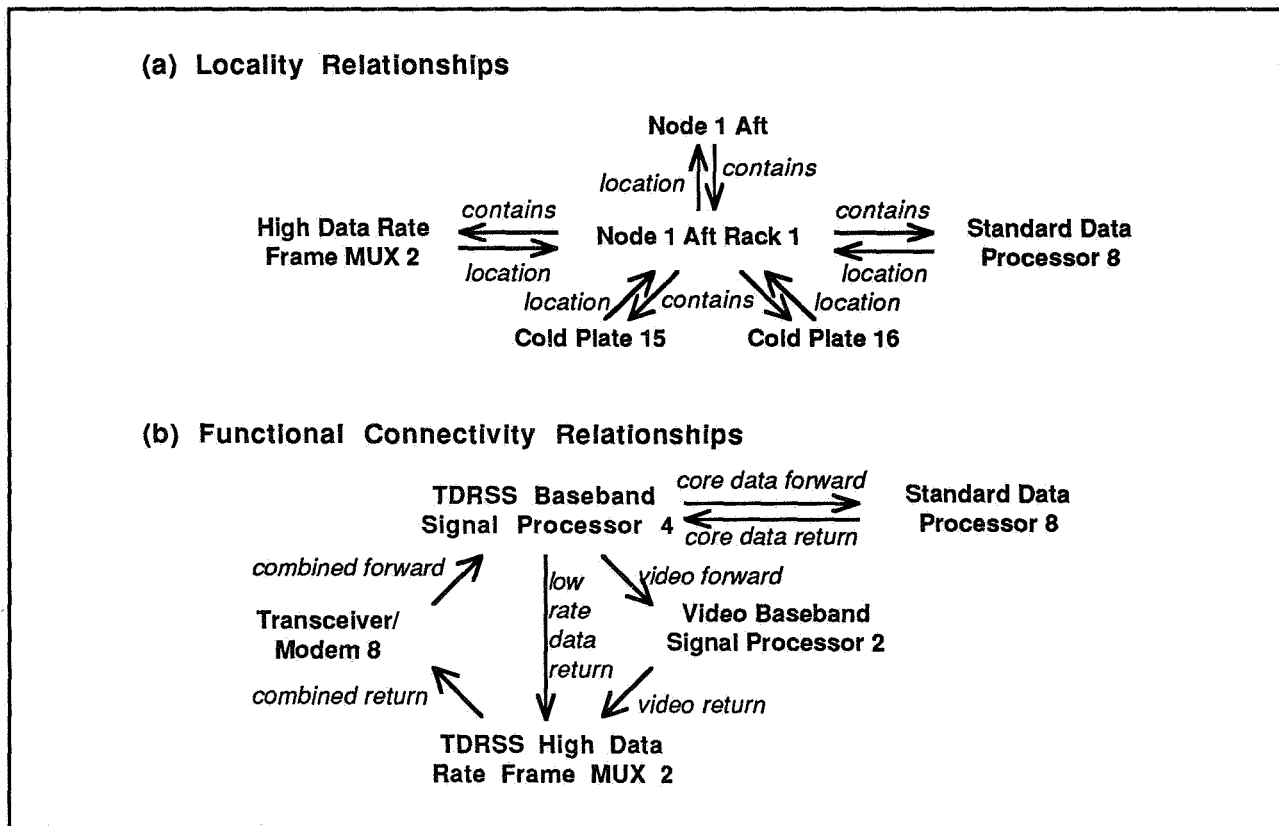 (a) Locality Relationships
Node 1 Aft
location
contains
High Data Rate
Frame MUX 2
contains
location
Node 1 Aft Rack 1
contains
location
Standard Data
Processor 8
location
contains
location
Cold Plate 15
Cold Plate 16
(b) Functional Connectivity Relationships
TDRSS Baseband
Signal Processor 4
core data forward
core data return
Standard Data
Processor 8
combined forward
low
rate
data
return
video forward
Transceiver/
Modem 8
Video Baseband
Signal Processor 2
combined return
video return
TDRSS High Data
Rate Frame MUX 2